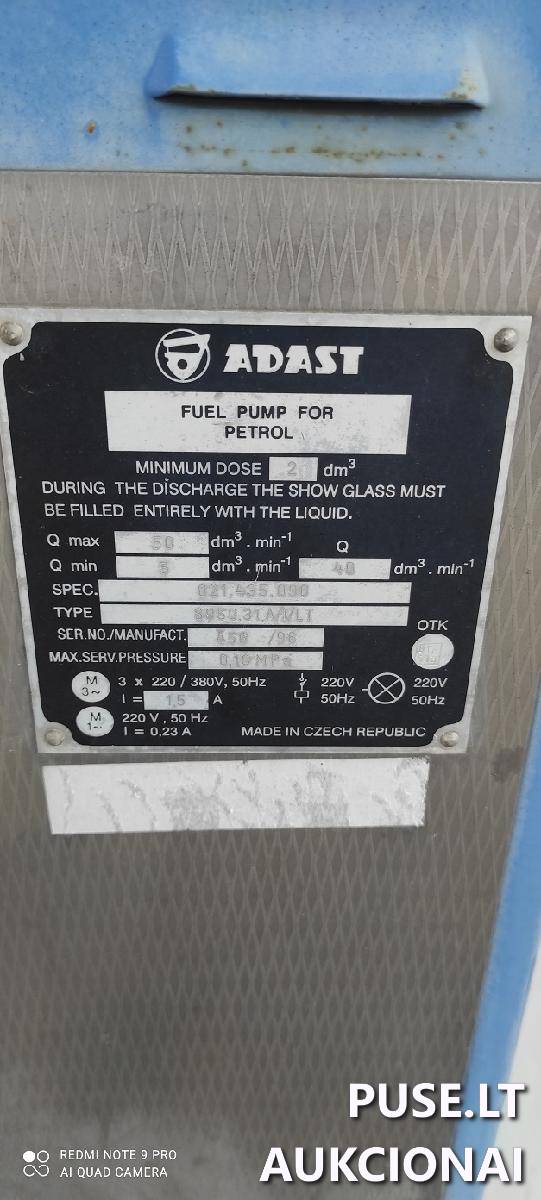 ADAST
FUEL PUMP FOR
PETROL
MINIMUM DOSE 2 dm³
DURING THE DISCHARGE THE SHOW GLASS MUST
BE FILLED ENTIRELY WITH THE LIQUID.
Q max 50 dm³ . min⁻¹ Q
Q min 5 dm³ . min⁻¹ 40 dm³ . min⁻¹
SPEC.
TYPE
SER.NO./MANUFACT. /96
MAX.SERV.PRESSURE MPa
OTK
M 3~ 3 x 220 / 380V, 50Hz 220V 220V
I = 1,5 A 50Hz 50Hz
M 1~ 220 V , 50 Hz
I = 0,23 A MADE IN CZECH REPUBLIC
PUSE.LT
AUKCIONAI
REDMI NOTE 9 PRO
AI QUAD CAMERA